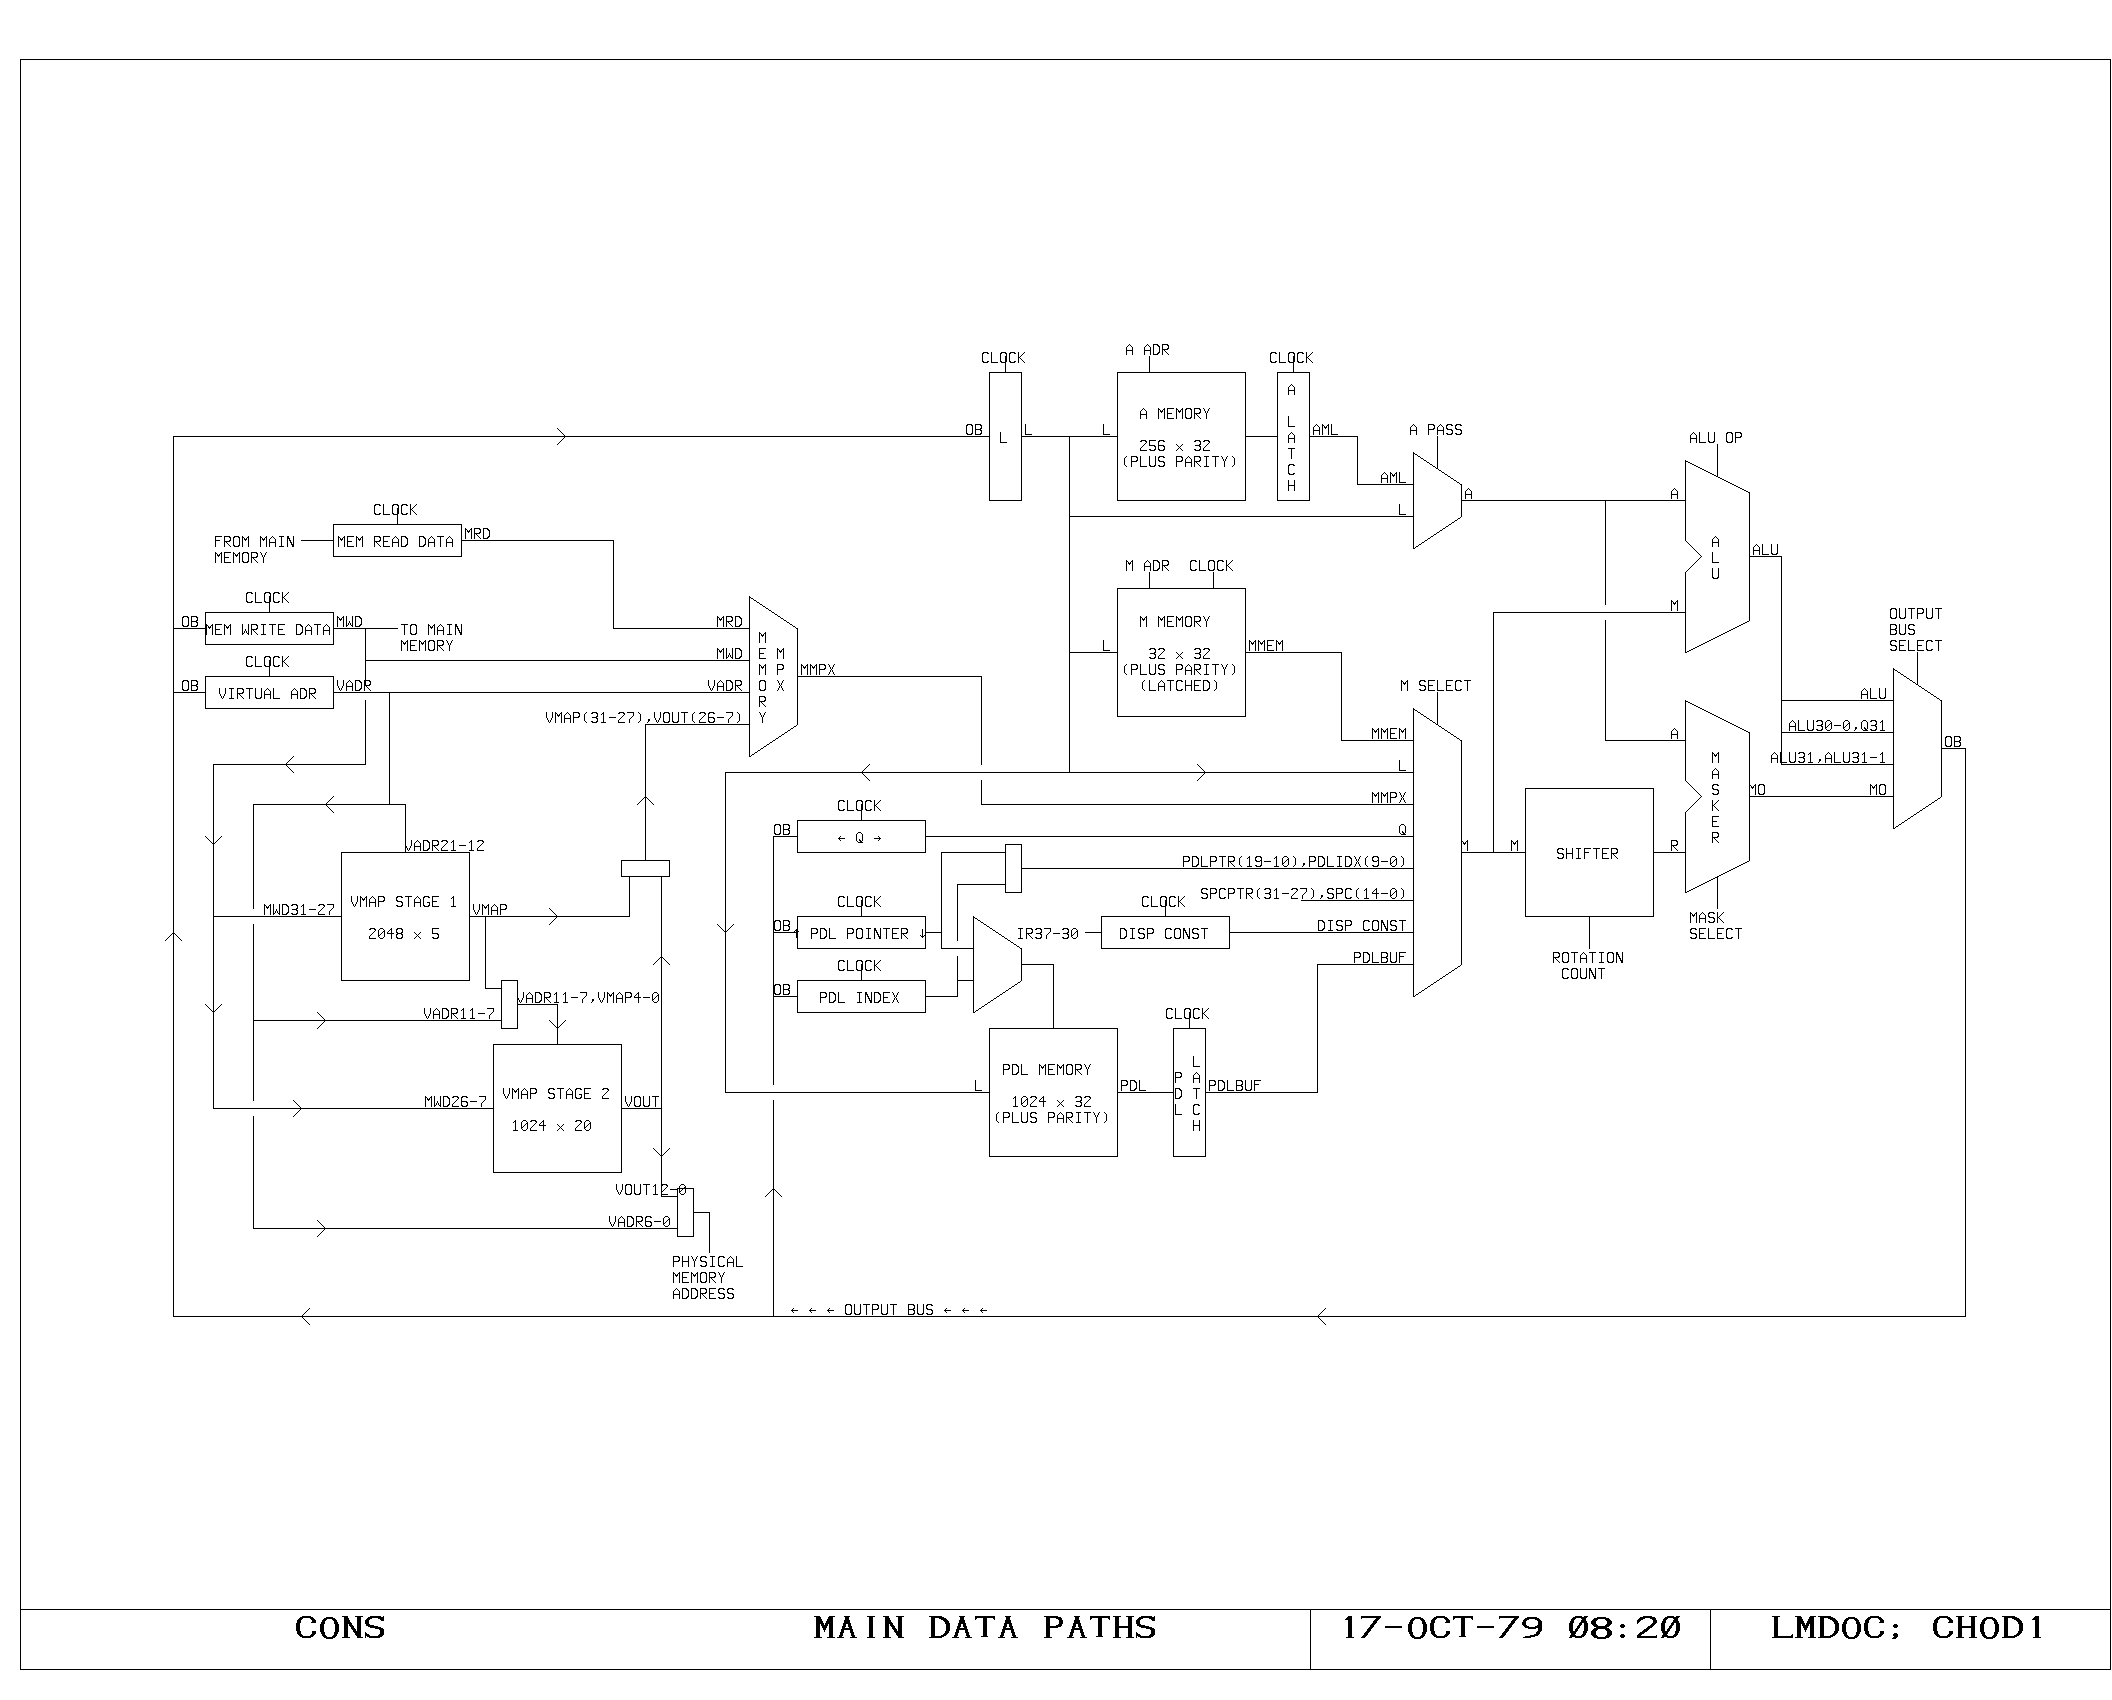 CLOCK
A ADR
CLOCK
A LATCH
A MEMORY
256 × 32
(PLUS PARITY)
OB
L
L
L
AML
A PASS
ALU OP
AML
L
A
A
CLOCK
FROM MAIN
MEMORY
MEM READ DATA
MRD
ALU
ALU
M ADR
CLOCK
CLOCK
OB
MEM WRITE DATA
MWD
TO MAIN
MEMORY
MRD
MEMORY
MPX
M MEMORY
M
OUTPUT
BUS
SELECT
L
32 × 32
(PLUS PARITY)
(LATCHED)
MMEM
CLOCK
MWD
MMPX
OB
VIRTUAL ADR
VADR
VADR
M SELECT
ALU
VMAP(31-27),VOUT(26-7)
MMEM
A
ALU30-0,Q31
OB
L
MASKER
ALU31,ALU31-1
MMPX
MO
MO
CLOCK
OB
← Q →
Q
VADR21-12
M
M
SHIFTER
R
PDLPTR(19-10),PDLIDX(9-0)
SPCPTR(31-27),SPC(14-0)
VMAP STAGE 1
2048 × 5
MWD31-27
VMAP
CLOCK
CLOCK
MASK
SELECT
OB
↑ PDL POINTER ↓
IR37-30
DISP CONST
DISP CONST
ROTATION
COUNT
PDLBUF
CLOCK
OB
PDL INDEX
VADR11-7,VMAP4-0
VADR11-7
CLOCK
PDL MEMORY
1024 × 32
(PLUS PARITY)
L
PDL
PDL
LATCH
PDLBUF
VMAP STAGE 2
1024 × 20
MWD26-7
VOUT
VOUT12-0
VADR6-0
PHYSICAL
MEMORY
ADDRESS
← ← ← OUTPUT BUS ← ← ←
CONS
MAIN DATA PATHS
17-OCT-79 08:20
LMDOC; CHOD1